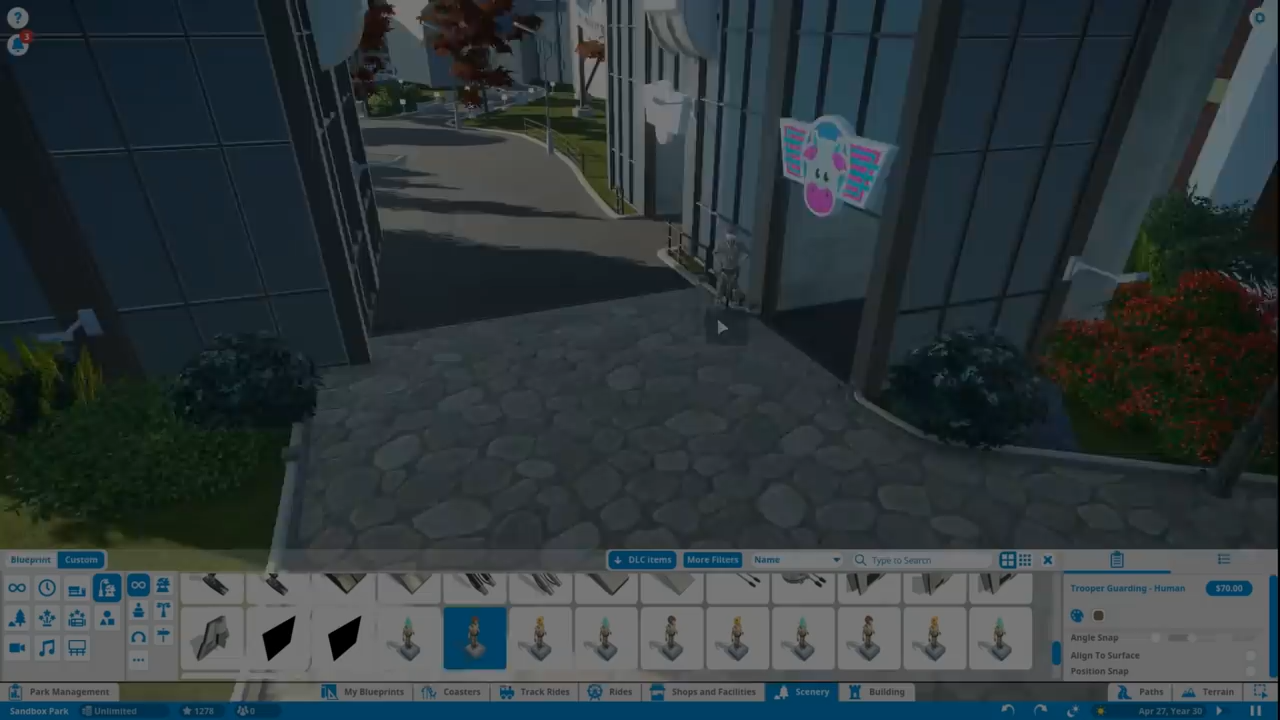 ?
3
Blueprint Custom DLC items More Filters Name Type to Search
Trooper Guarding - Human $70.00
Angle Snap
Align To Surface
Position Snap
Park Management My Blueprints Coasters Track Rides Rides Shops and Facilities Scenery Building Paths Terrain
Sandbox Park Unlimited 1278 0 Apr 27, Year 30